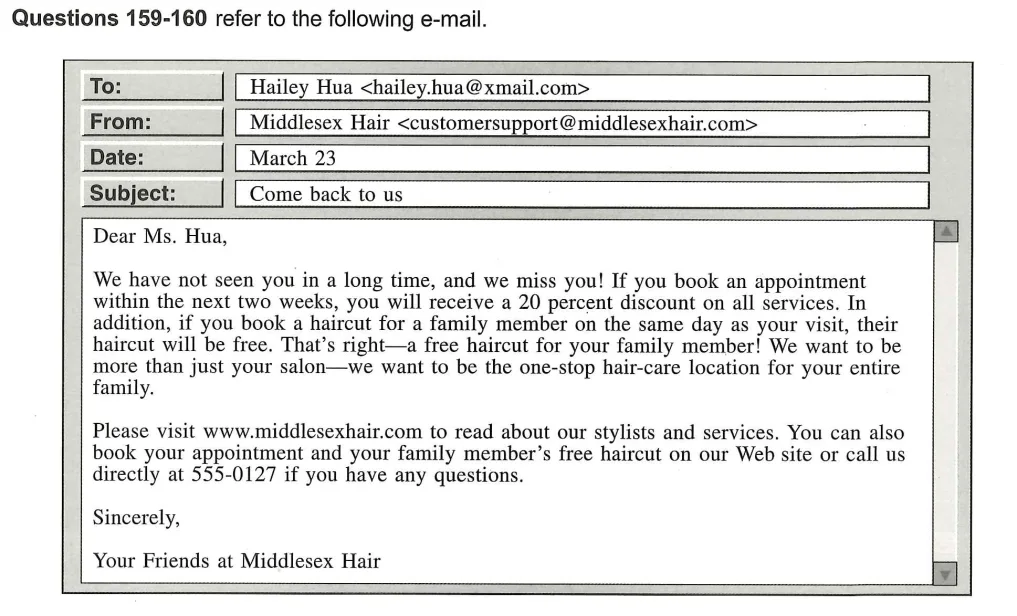 Questions 159-160 refer to the following e-mail.
To: Hailey Hua <hailey.hua@xmail.com>
From: Middlesex Hair <customersupport@middlesexhair.com>
Date: March 23
Subject: Come back to us
Dear Ms. Hua,
We have not seen you in a long time, and we miss you! If you book an appointment
within the next two weeks, you will receive a 20 percent discount on all services. In
addition, if you book a haircut for a family member on the same day as your visit, their
haircut will be free. That's right—a free haircut for your family member! We want to be
more than just your salon—we want to be the one-stop hair-care location for your entire
family.
Please visit www.middlesexhair.com to read about our stylists and services. You can also
book your appointment and your family member's free haircut on our Web site or call us
directly at 555-0127 if you have any questions.
Sincerely,
Your Friends at Middlesex Hair